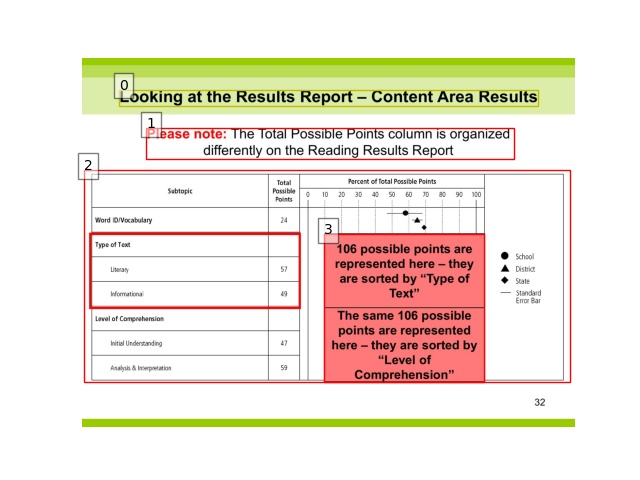 0
Looking at the Results Report – Content Area Results
1
Please note: The Total Possible Points column is organized
differently on the Reading Results Report
2
Subtopic
Total
Possible
Points
Percent of Total Possible Points
0 10 20 30 40 50 60 70 80 90 100
Word ID/Vocabulary 24
3
Type of Text
Literary 57
Informational 49
106 possible points are
represented here – they
are sorted by “Type of
Text”
School
District
State
Standard
Error Bar
Level of Comprehension
Initial Understanding 47
Analysis & Interpretation 59
The same 106 possible
points are represented
here – they are sorted by
“Level of
Comprehension”
32